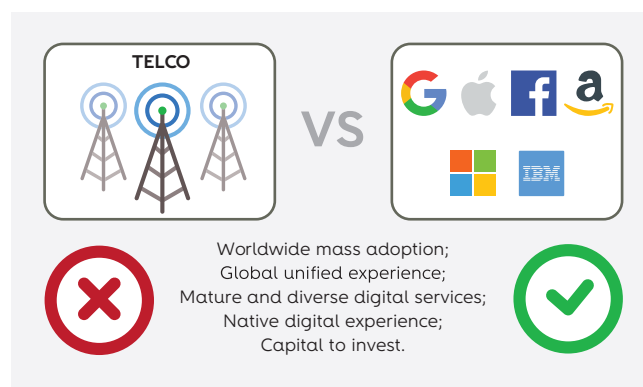 TELCO
VS
G
f
a
IBM
Worldwide mass adoption;
Global unified experience;
Mature and diverse digital services;
Native digital experience;
Capital to invest.